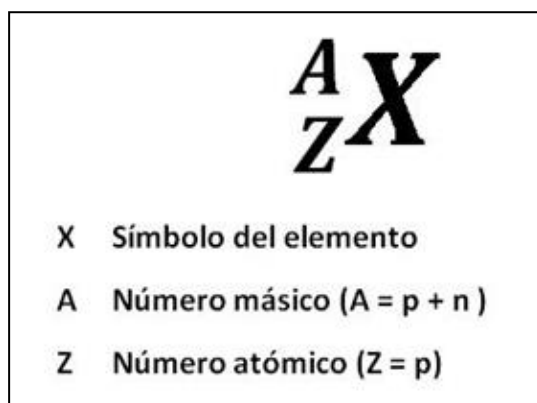 A
Z X
X Símbolo del elemento
A Número másico (A = p + n )
Z Número atómico (Z = p)